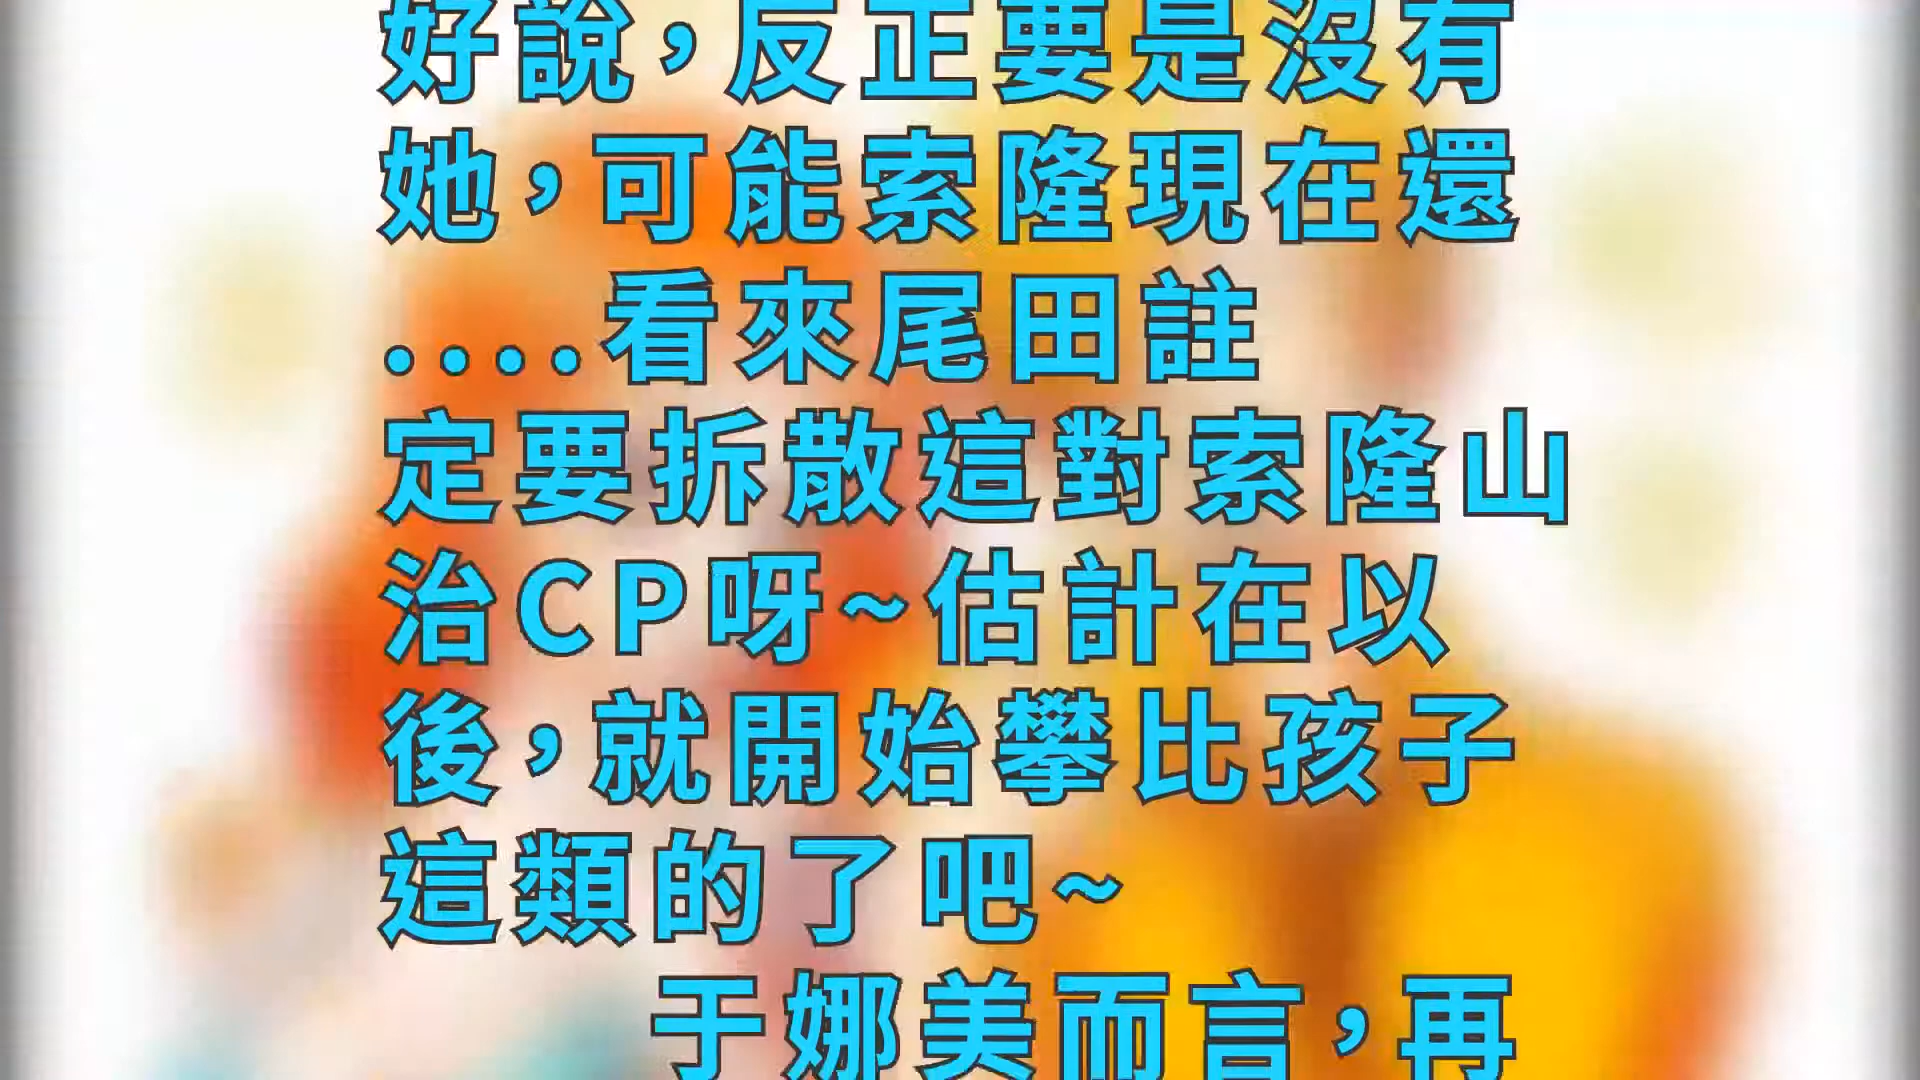 好說，反正要是沒有
她，可能索隆現在還
....看來尾田註
定要拆散這對索隆山
治CP呀~估計在以
後，就開始攀比孩子
這類的了吧~
于娜美而言，再